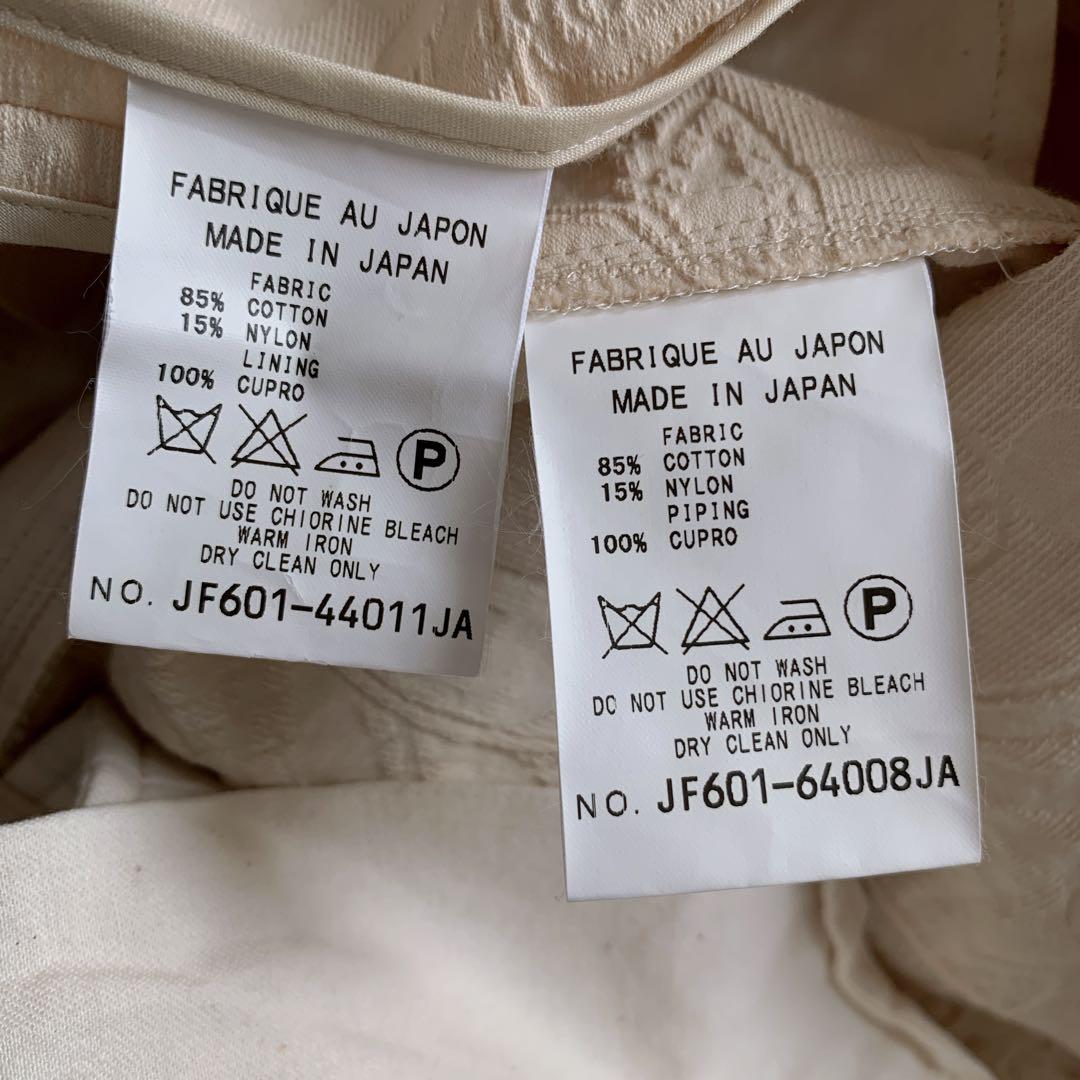 FABRIQUE AU JAPON
MADE IN JAPAN
FABRIC
85% COTTON
15% NYLON
LINING
100% CUPRO
P
DO NOT WASH
DO NOT USE CHIORINE BLEACH
WARM IRON
DRY CLEAN ONLY
NO. JF601-44011JA
FABRIQUE AU JAPON
MADE IN JAPAN
FABRIC
85% COTTON
15% NYLON
PIPING
100% CUPRO
P
DO NOT WASH
DO NOT USE CHIORINE BLEACH
WARM IRON
DRY CLEAN ONLY
NO. JF601-64008JA